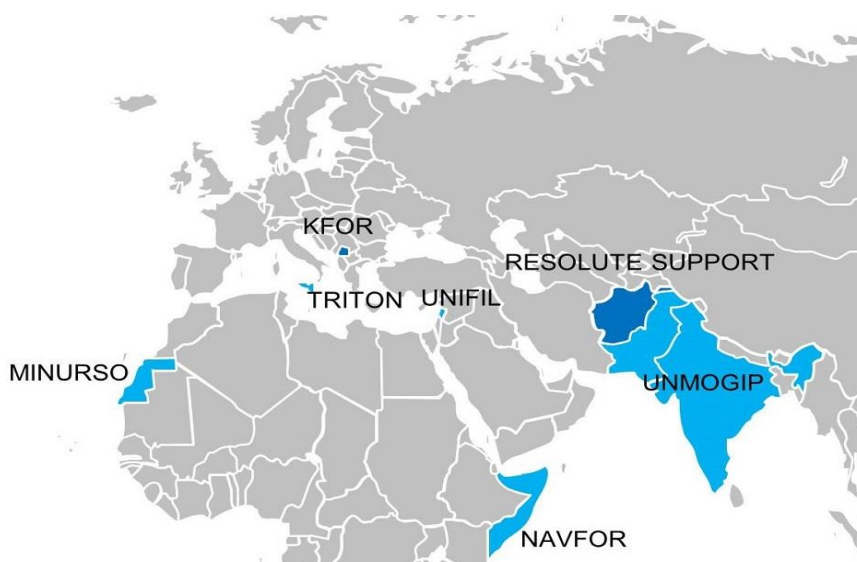 KFOR
RESOLUTE SUPPORT
TRITON
UNIFIL
MINURSO
UNMOGIP
NAVFOR